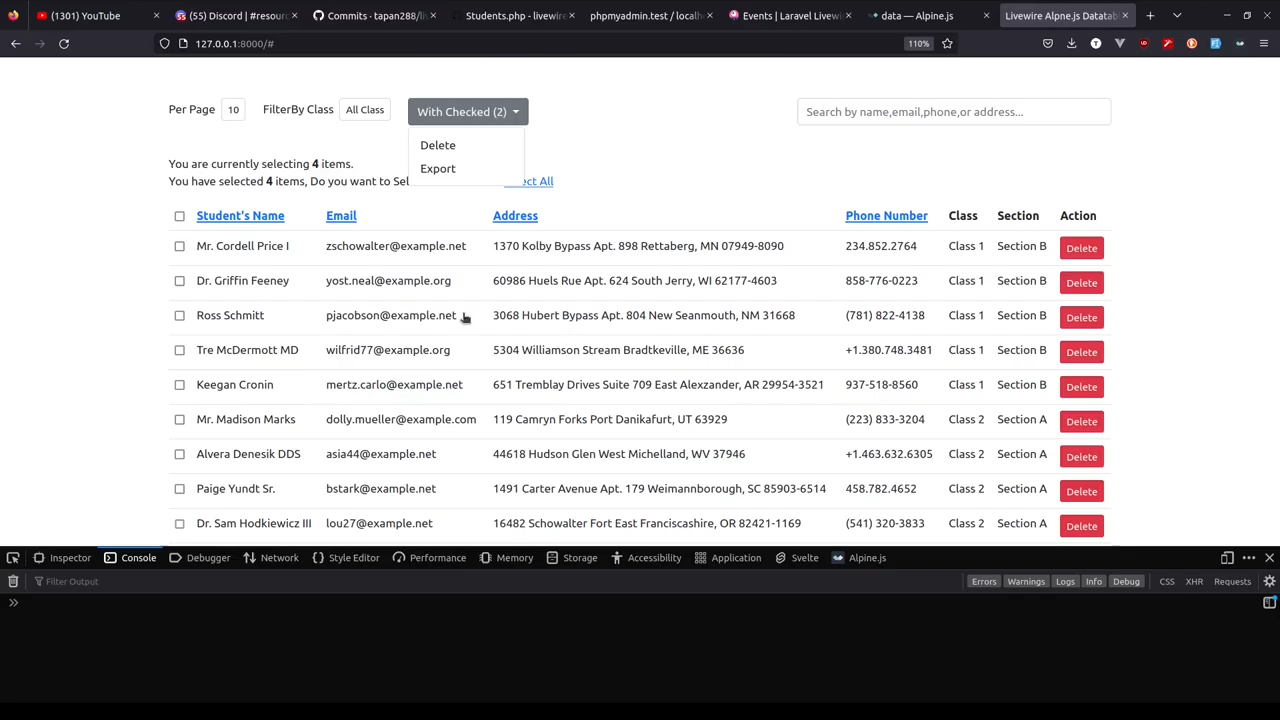 (1301) YouTube
(55) Discord | #resour
Commits · tapan288/li
Students.php - livewire
phpmyadmin.test / localh
Events | Laravel Livewi
data — Alpine.js
Livewire Alpne.js Datatab
127.0.0.1:8000/#
110%
Per Page 10 FilterBy Class All Class With Checked (2) Search by name,email,phone,or address...
Delete
Export
You are currently selecting 4 items.
You have selected 4 items, Do you want to Sel ect All
Student's Name Email Address Phone Number Class Section Action
Mr. Cordell Price I zschowalter@example.net 1370 Kolby Bypass Apt. 898 Rettaberg, MN 07949-8090 234.852.2764 Class 1 Section B Delete
Dr. Griffin Feeney yost.neal@example.org 60986 Huels Rue Apt. 624 South Jerry, WI 62177-4603 858-776-0223 Class 1 Section B Delete
Ross Schmitt pjacobson@example.net 3068 Hubert Bypass Apt. 804 New Seanmouth, NM 31668 (781) 822-4138 Class 1 Section B Delete
Tre McDermott MD wilfrid77@example.org 5304 Williamson Stream Bradtkeville, ME 36636 +1.380.748.3481 Class 1 Section B Delete
Keegan Cronin mertz.carlo@example.net 651 Tremblay Drives Suite 709 East Alexzander, AR 29954-3521 937-518-8560 Class 1 Section B Delete
Mr. Madison Marks dolly.mueller@example.com 119 Camryn Forks Port Danikafurt, UT 63929 (223) 833-3204 Class 2 Section A Delete
Alvera Denesik DDS asia44@example.net 44618 Hudson Glen West Michelland, WV 37946 +1.463.632.6305 Class 2 Section A Delete
Paige Yundt Sr. bstark@example.net 1491 Carter Avenue Apt. 179 Weimannborough, SC 85903-6514 458.782.4652 Class 2 Section A Delete
Dr. Sam Hodkiewicz III lou27@example.net 16482 Schowalter Fort East Franciscashire, OR 82421-1169 (541) 320-3833 Class 2 Section A Delete
Inspector Console Debugger Network Style Editor Performance Memory Storage Accessibility Application Svelte Alpine.js
Filter Output Errors Warnings Logs Info Debug CSS XHR Requests